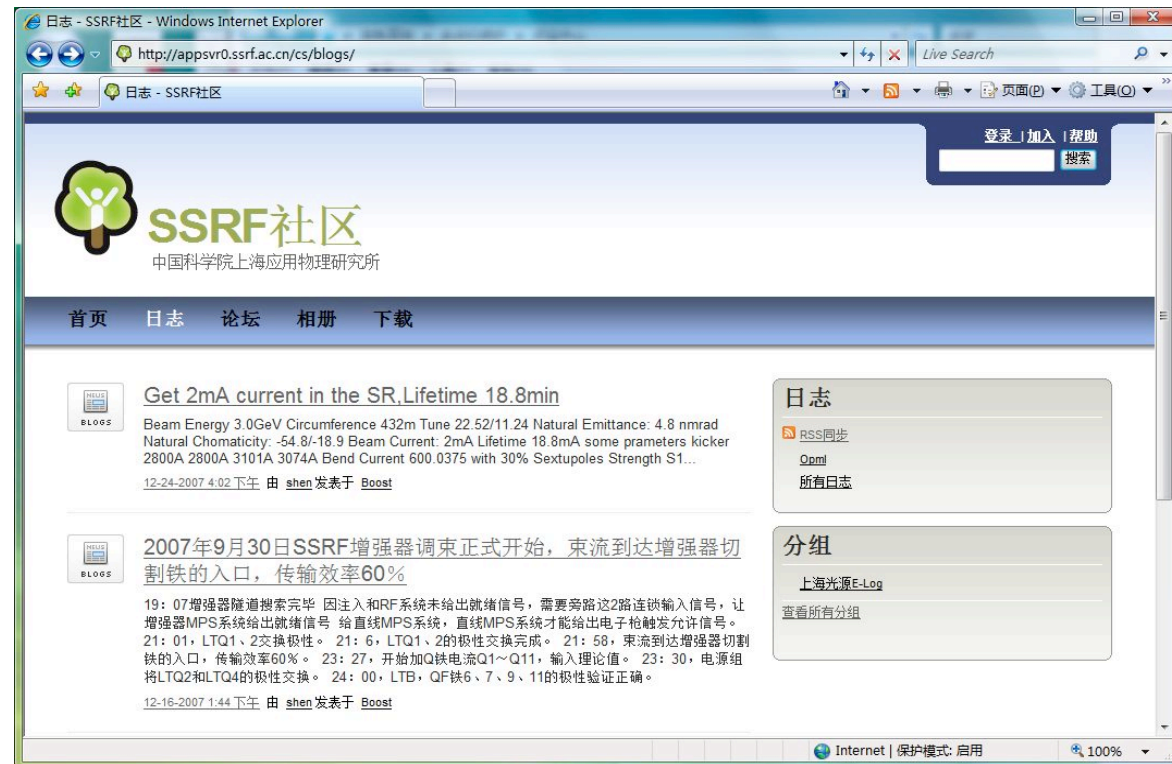 日志 - SSRF社区 - Windows Internet Explorer
http://appsvr0.ssrf.ac.cn/cs/blogs/
Live Search
日志 - SSRF社区
页面(P)
工具(O)
登录 | 加入 | 帮助
搜索
SSRF社区
中国科学院上海应用物理研究所
首页 日志 论坛 相册 下载
NEWS
BLOGS
Get 2mA current in the SR,Lifetime 18.8min
Beam Energy 3.0GeV Circumference 432m Tune 22.52/11.24 Natural Emittance: 4.8 nmrad
Natural Chomaticity: -54.8/-18.9 Beam Current: 2mA Lifetime 18.8mA some prameters kicker
2800A 2800A 3101A 3074A Bend Current 600.0375 with 30% Sextupoles Strength S1...
12-24-2007 4:02 下午 由 shen 发表于 Boost
NEWS
BLOGS
2007年9月30日SSRF增强器调束正式开始，束流到达增强器切
割铁的入口，传输效率60%
19：07增强器隧道搜索完毕 因注入和RF系统未给出就绪信号，需要旁路这2路连锁输入信号，让
增强器MPS系统给出就绪信号 给直线MPS系统，直线MPS系统才能给出电子枪触发允许信号。
21：01，LTQ1、2交换极性。 21：6，LTQ1、2的极性交换完成。 21：58，束流到达增强器切割
铁的入口，传输效率60%。 23：27，开始加Q铁电流Q1～Q11，输入理论值。 23：30，电源组
将LTQ2和LTQ4的极性交换。 24：00，LTB，QF铁6、7、9、11的极性验证正确。
12-16-2007 1:44 下午 由 shen 发表于 Boost
日志
RSS同步
Opml
所有日志
分组
上海光源E-Log
查看所有分组
Internet | 保护模式: 启用
100%